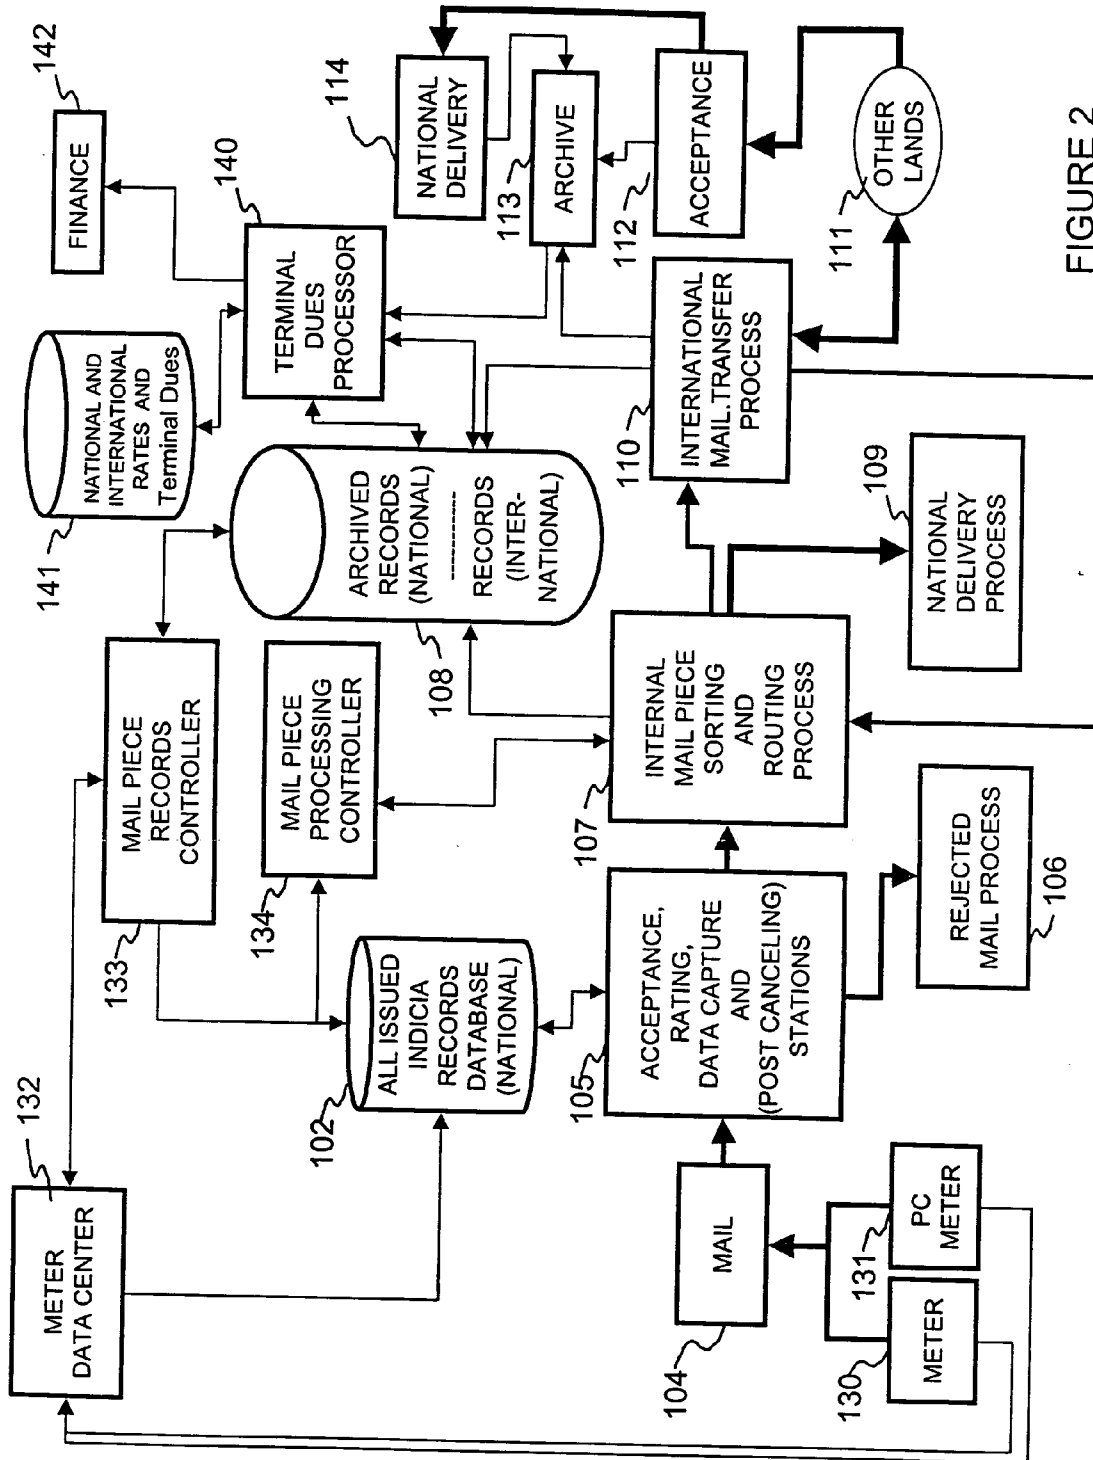 132
METER
DATA CENTER
133
MAIL PIECE
RECORDS
CONTROLLER
141
NATIONAL AND
INTERNATIONAL
RATES AND
Terminal Dues
142
FINANCE
102
ALL ISSUED
INDICIA
RECORDS
DATABASE
(NATIONAL)
134
MAIL PIECE
PROCESSING
CONTROLLER
108
ARCHIVED
RECORDS
(NATIONAL)
----------
RECORDS
(INTER-
NATIONAL)
140
TERMINAL
DUES
PROCESSOR
114
NATIONAL
DELIVERY
113
ARCHIVE
104
MAIL
105
ACCEPTANCE,
RATING,
DATA CAPTURE
AND
(POST CANCELING)
STATIONS
107
INTERNAL
MAIL PIECE
SORTING
AND
ROUTING
PROCESS
110
INTERNATIONAL
MAIL.TRANSFER
PROCESS
112
ACCEPTANCE
130
METER
131
PC
METER
106
REJECTED
MAIL PROCESS
109
NATIONAL
DELIVERY
PROCESS
111
OTHER
LANDS
FIGURE 2